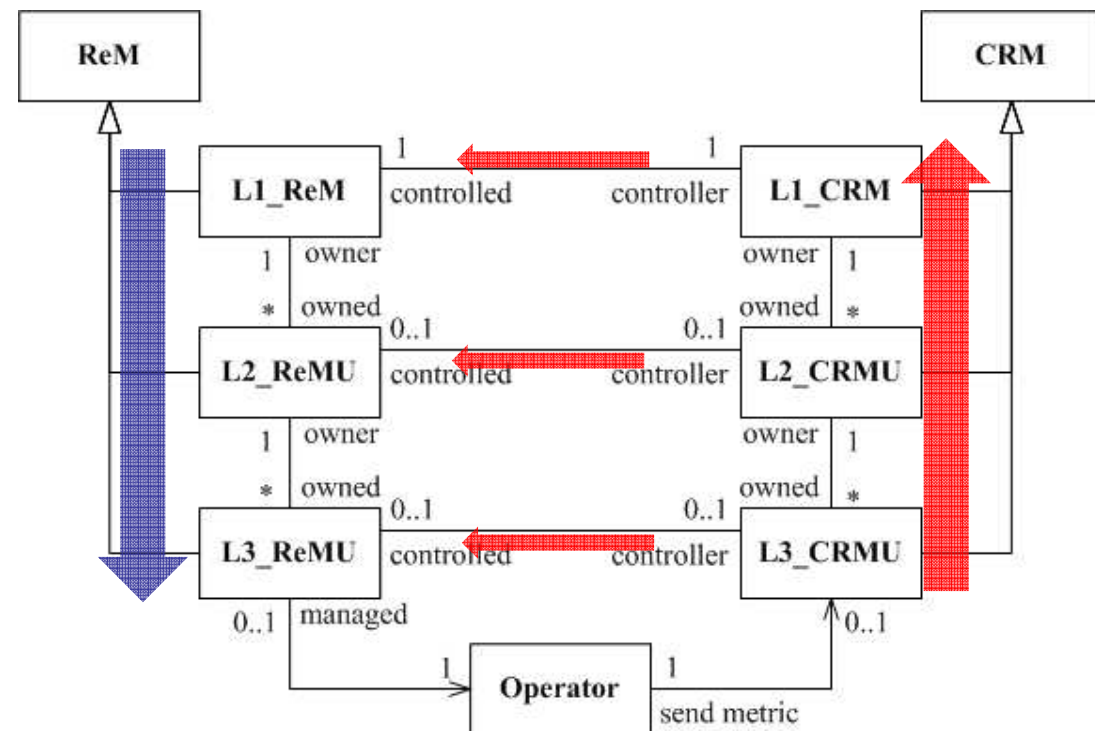 ReM CRM
1 1
L1_ReM controlled controller L1_CRM
1 owner owner 1
* owned owned *
0..1 0..1
L2_ReMU controlled controller L2_CRMU
1 owner owner 1
* owned owned *
0..1 0..1
L3_ReMU controlled controller L3_CRMU
0..1 managed 0..1
1 Operator 1
send metric